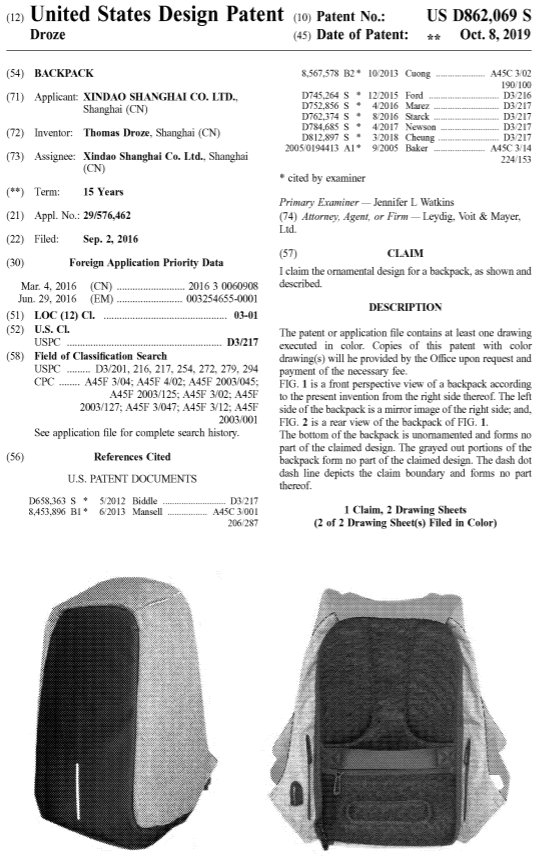 (12) United States Design Patent
Droze
(10) Patent No.: US D862,069 S
(45) Date of Patent: ** Oct. 8, 2019
(54) BACKPACK
(71) Applicant: XINDAO SHANGHAI CO. LTD.,
Shanghai (CN)
(72) Inventor: Thomas Droze, Shanghai (CN)
(73) Assignee: Xindao Shanghai Co. Ltd., Shanghai
(CN)
(**) Term: 15 Years
(21) Appl. No.: 29/576,462
(22) Filed: Sep. 2, 2016
(30) Foreign Application Priority Data
Mar. 4, 2016 (CN) ......................... 2016 3 0060908
Jun. 29, 2016 (EM) ......................... 003254655-0001
(51) LOC (12) Cl. ................................................ 03-01
(52) U.S. Cl.
USPC .......................................................... D3/217
(58) Field of Classification Search
USPC ......... D3/201, 216, 217, 254, 272, 279, 294
CPC ........ A45F 3/04; A45F 4/02; A45F 2003/045;
A45F 2003/125; A45F 3/02; A45F
2003/127; A45F 3/047; A45F 3/12; A45F
2003/001
See application file for complete search history.
(56) References Cited
U.S. PATENT DOCUMENTS
D658,363 S * 5/2012 Biddle ........................ D3/217
8,453,896 B1 * 6/2013 Mansell ............... A45C 3/001
206/287
8,567,578 B2 * 10/2013 Cuong .................... A45C 3/02
190/100
D745,264 S * 12/2015 Ford ............................ D3/216
D752,856 S * 4/2016 Marez .......................... D3/217
D762,374 S * 8/2016 Starck .......................... D3/217
D784,685 S * 4/2017 Newson ....................... D3/217
D812,897 S * 3/2018 Cheung ........................ D3/217
2005/0194413 A1 * 9/2005 Baker .................... A45C 3/14
224/153
* cited by examiner
Primary Examiner — Jennifer L Watkins
(74) Attorney, Agent, or Firm — Leydig, Voit & Mayer,
Ltd.
(57) CLAIM
I claim the ornamental design for a backpack, as shown and
described.
DESCRIPTION
The patent or application file contains at least one drawing
executed in color. Copies of this patent with color
drawing(s) will he provided by the Office upon request and
payment of the necessary fee.
FIG. 1 is a front perspective view of a backpack according
to the present invention from the right side thereof. The left
side of the backpack is a mirror image of the right side; and,
FIG. 2 is a rear view of the backpack of FIG. 1.
The bottom of the backpack is unornamented and forms no
part of the claimed design. The grayed out portions of the
backpack form no part of the claimed design. The dash dot
dash line depicts the claim boundary and forms no part
thereof.
1 Claim, 2 Drawing Sheets
(2 of 2 Drawing Sheet(s) Filed in Color)